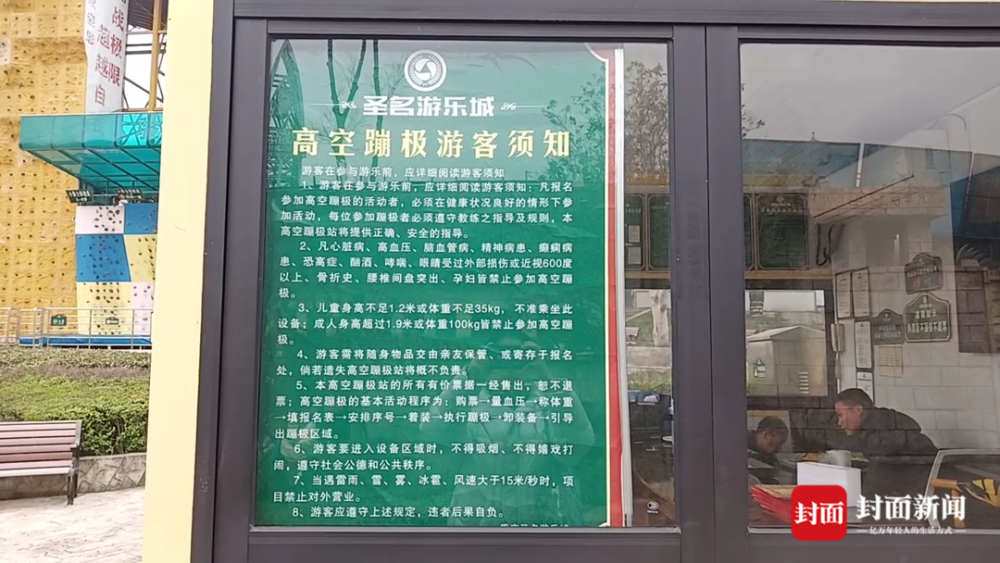 战极限
超越自
圣名游乐城
高空蹦极游客须知
游客在参与游乐前，应详细阅读游客须知
1、游客在参与游乐前，应详细阅读游客须知；凡报名
参加高空蹦极的活动者，必须在健康状况良好的情形下参
加活动，每位参加蹦极者必须遵守教练之指导及规则，本
高空蹦极站将提供正确、安全的指导。
2、凡心脏病、高血压、脑血管病、精神病患、癫痫病
患、恐高症、酗酒、哮喘、眼睛受过外部损伤或近视600度
以上、骨折史、腰椎间盘突出、孕妇皆禁止参加高空蹦
极。
3、儿童身高不足1.2米或体重不足35kg，不准乘坐此
设备；成人身高超过1.9米或体重100kg皆禁止参加高空蹦
极。
4、游客需将随身物品交由亲友保管、或寄存于报名
处，倘若遗失高空蹦极站将概不负责。
5、本高空蹦极站的所有有价票据一经售出，恕不退
票；高空蹦极的基本活动程序为：购票→量血压→称体重
→填报名表→安排序号→着装→执行蹦极→卸装备→引导
出蹦极区域。
6、游客要进入设备区域时，不得吸烟、不得嬉戏打
闹，遵守社会公德和公共秩序。
7、当遇雷雨、雪、雾、冰雹、风速大于15米/秒时，项
目禁止对外营业。
8、游客应遵守上述规定，违者后果自负。
封面
封面新闻
亿万年轻人的生活方式